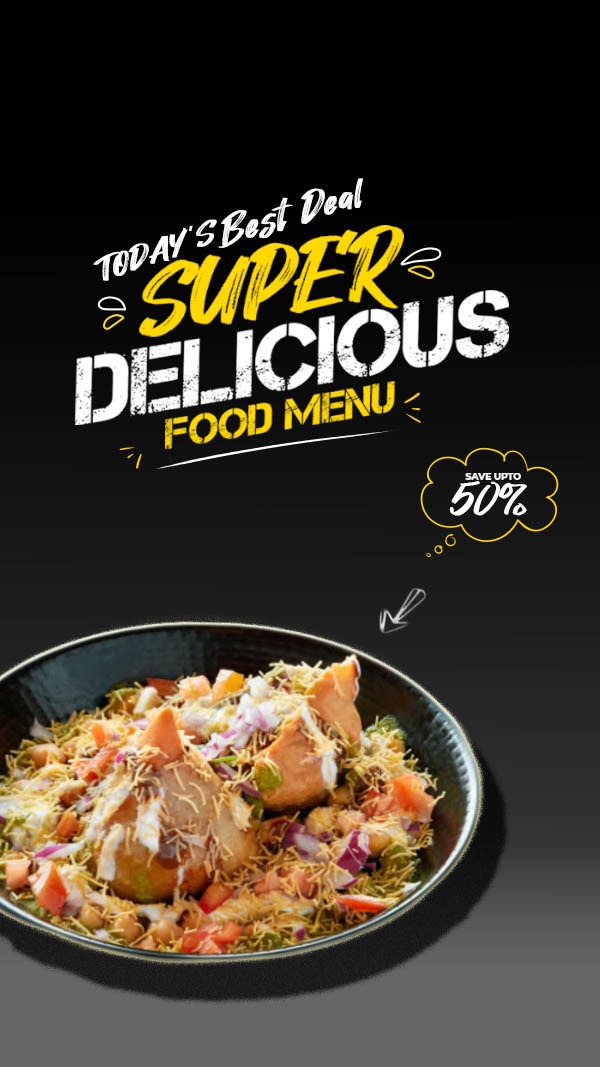 TODAY'S Best Deal
SUPER
DELICIOUS
FOOD MENU
SAVE UPTO
50%